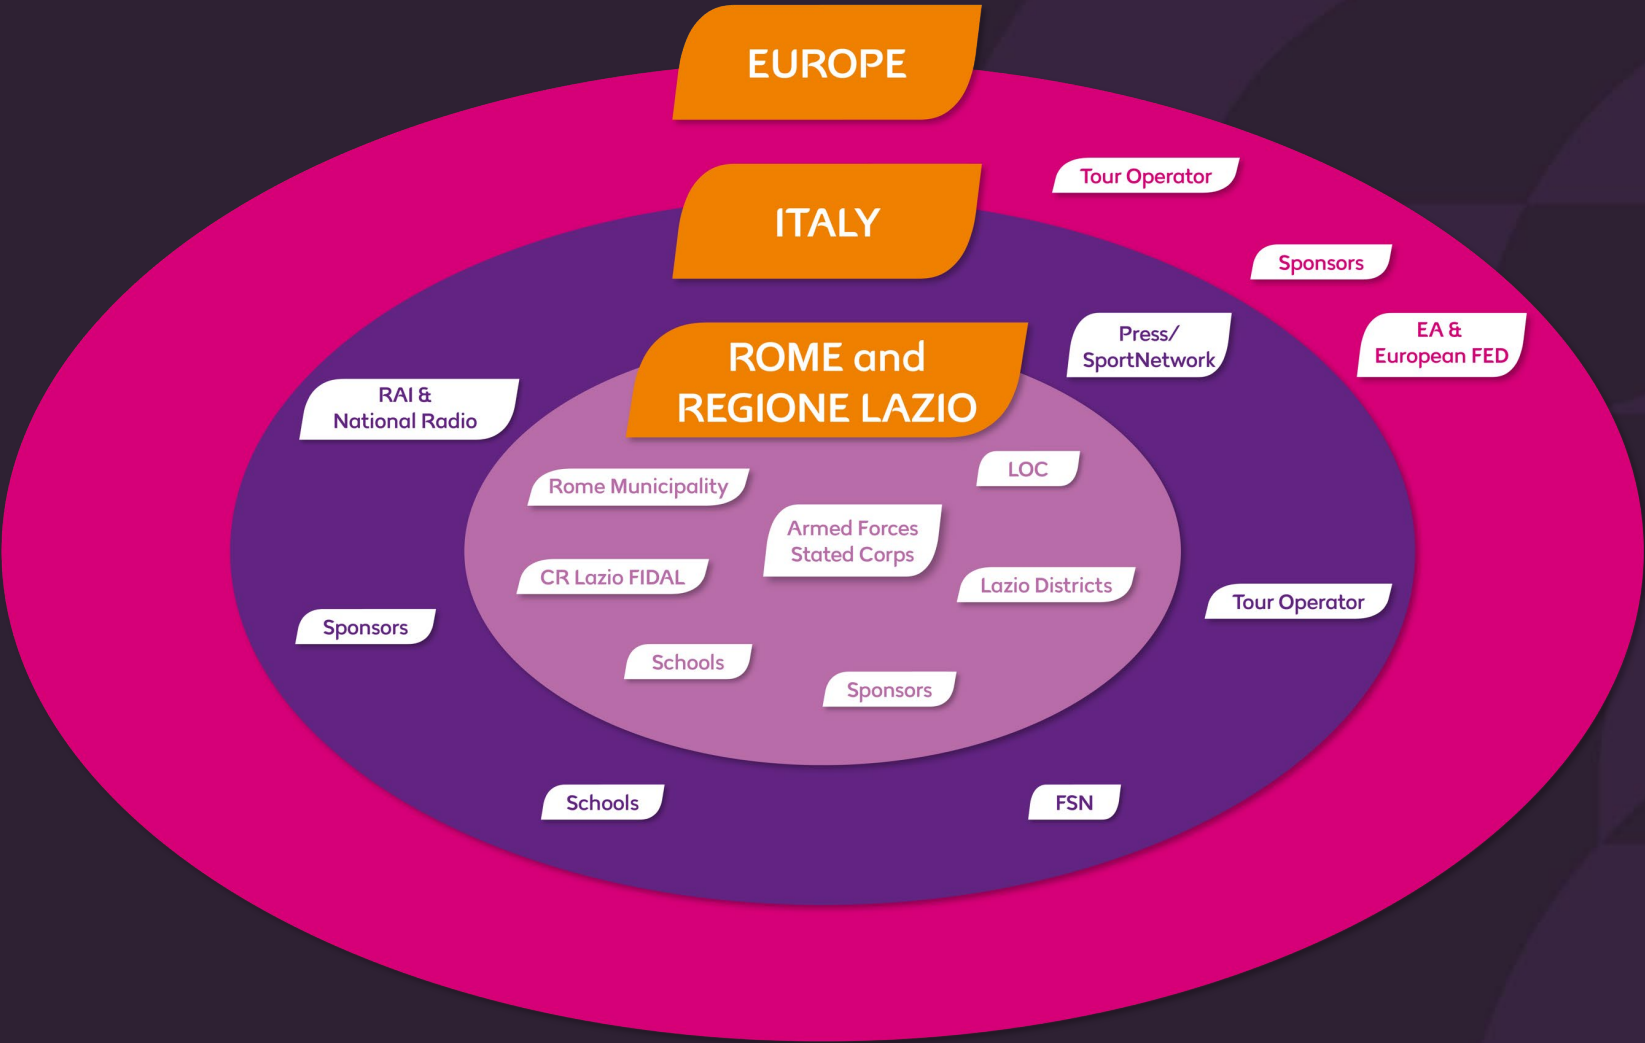 EUROPE
Tour Operator
ITALY
Sponsors
Press/
SportNetwork
EA &
European FED
ROME and
REGIONE LAZIO
RAI &
National Radio
LOC
Rome Municipality
Armed Forces
Stated Corps
CR Lazio FIDAL
Lazio Districts
Tour Operator
Sponsors
Schools
Sponsors
Schools
FSN